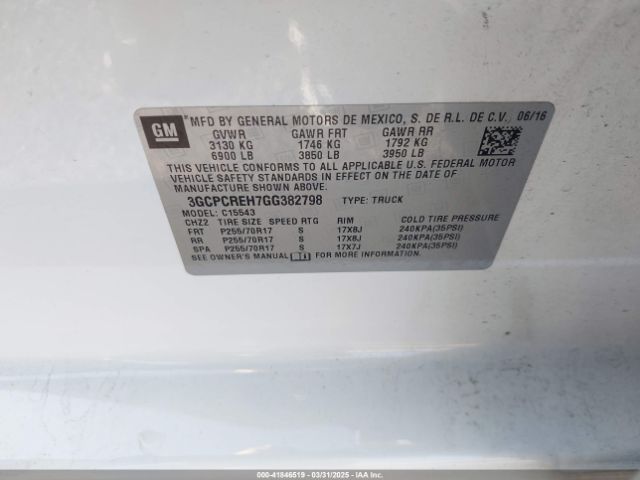 GM
MFD BY GENERAL MOTORS DE MEXICO, S. DE R.L. DE C.V. 06/16
GVWR GAWR FRT GAWR RR
3130 KG 1746 KG 1792 KG
6900 LB 3850 LB 3950 LB
THIS VEHICLE CONFORMS TO ALL APPLICABLE U.S. FEDERAL MOTOR
VEHICLE SAFETY STANDARDS IN EFFECT ON THE DATE OF
MANUFACTURE SHOWN ABOVE.
3GCPCREH7GG382798 TYPE: TRUCK
MODEL: C15543
CHZ2 TIRE SIZE SPEED RTG RIM COLD TIRE PRESSURE
FRT P255/70R17 S 17X8J 240KPA(35PSI)
RR P255/70R17 S 17X8J 240KPA(35PSI)
SPA P255/70R17 S 17X7J 240KPA(35PSI)
SEE OWNER'S MANUAL FOR MORE INFORMATION.
000-41846519 - 03/31/2025 - IAAI.COM